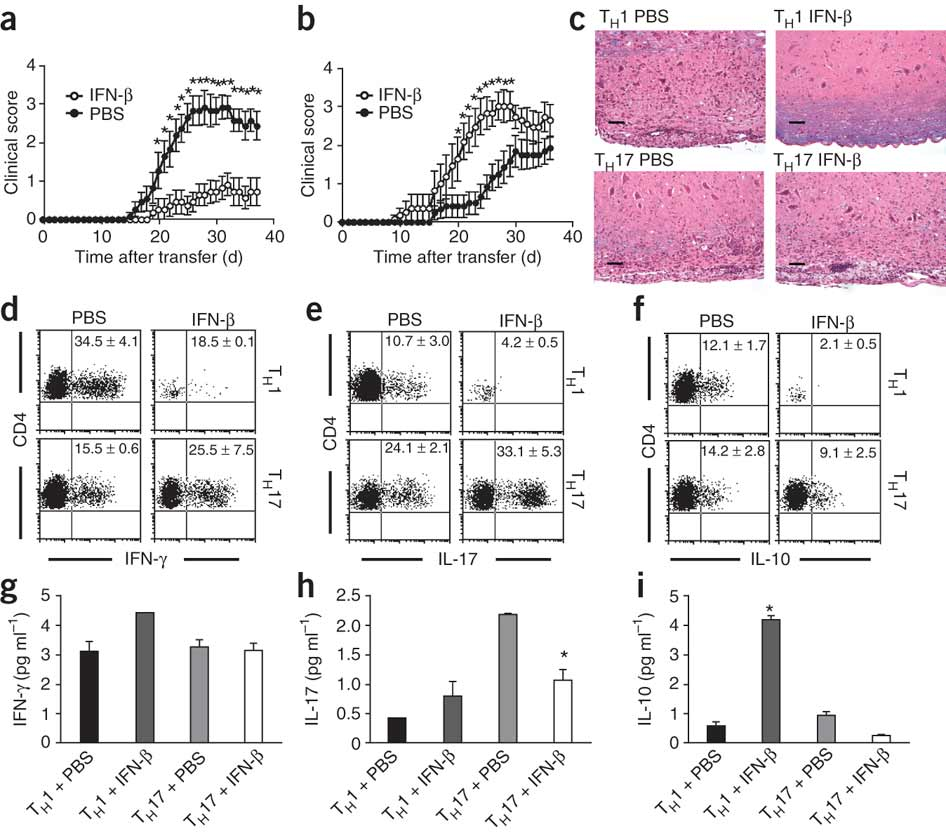 a
Clinical score
4
3
2
1
0
IFN-β
PBS
*****
****
*
*
*
*
*
0 10 20 30 40
Time after transfer (d)
b
Clinical score
4
3
2
1
0
IFN-β
PBS
0 10 20 30 40
Time after transfer (d)
c
TH1 PBS
TH1 IFN-β
TH17 PBS
TH17 IFN-β
d
PBS IFN-β
34.5 ± 4.1 18.5 ± 0.1
TH1
CD4
15.5 ± 0.6 25.5 ± 7.5
TH17
IFN-γ
e
PBS IFN-β
10.7 ± 3.0 4.2 ± 0.5
TH1
CD4
24.1 ± 2.1 33.1 ± 5.3
TH17
IL-17
f
PBS IFN-β
12.1 ± 1.7 2.1 ± 0.5
TH1
CD4
14.2 ± 2.8 9.1 ± 2.5
TH17
IL-10
g
IFN-γ (pg ml⁻¹)
5
4
3
2
1
0
TH1 + PBS
TH1 + IFN-β
TH17 + PBS
TH17 + IFN-β
h
IL-17 (pg ml⁻¹)
2.5
2.0
1.5
1.0
0.5
0
*
TH1 + PBS
TH1 + IFN-β
TH17 + PBS
TH17 + IFN-β
i
IL-10 (pg ml⁻¹)
5
4
3
2
1
0
*
TH1 + PBS
TH1 + IFN-β
TH17 + PBS
TH17 + IFN-β